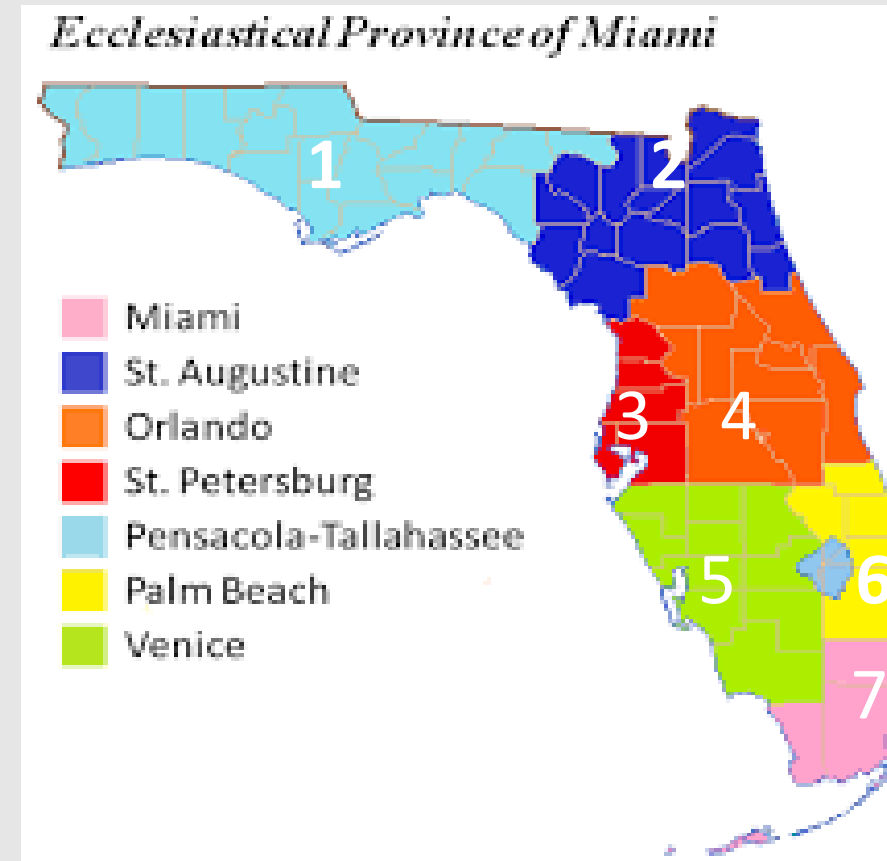 Ecclesiastical Province of Miami
1
2
Miami
St. Augustine
Orlando
St. Petersburg
Pensacola-Tallahassee
Palm Beach
Venice
3
4
5
6
7